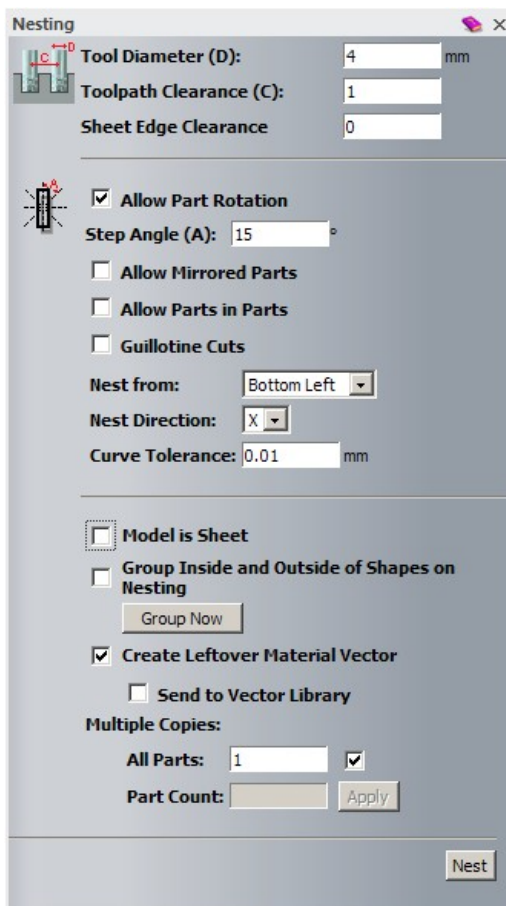 Nesting
Tool Diameter (D): 4 mm
Toolpath Clearance (C): 1
Sheet Edge Clearance 0
Allow Part Rotation
Step Angle (A): 15 °
Allow Mirrored Parts
Allow Parts in Parts
Guillotine Cuts
Nest from: Bottom Left
Nest Direction: X
Curve Tolerance: 0.01 mm
Model is Sheet
Group Inside and Outside of Shapes on
Nesting
Group Now
Create Leftover Material Vector
Send to Vector Library
Multiple Copies:
All Parts: 1
Part Count: Apply
Nest
D
C
A